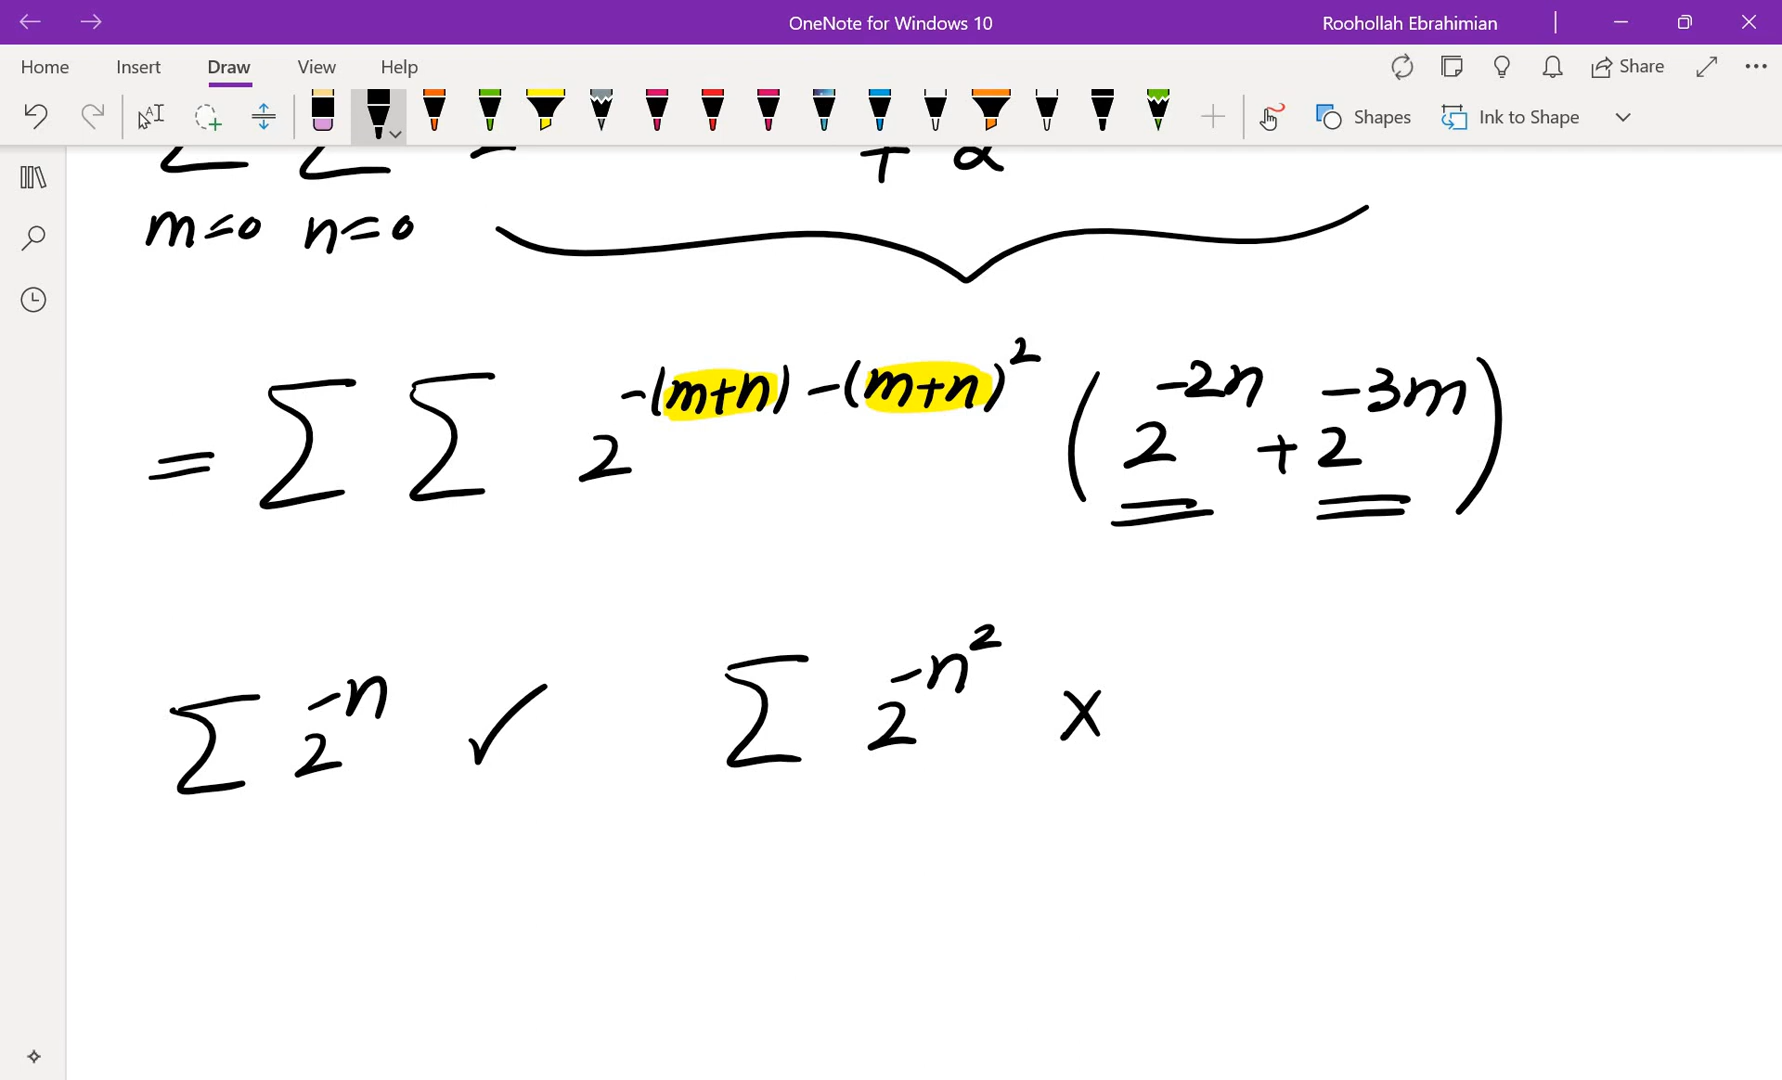 OneNote for Windows 10
Roohollah Ebrahimian
Home Insert Draw View Help
Share
Shapes
Ink to Shape
∑ ∑ + 2
m=0 n=0
= ∑ ∑ 2^{-(m+n)-(m+n)^2} (2^{-2n} + 2^{-3m})
∑ 2^{-n} ✓ ∑ 2^{-n^2} ×